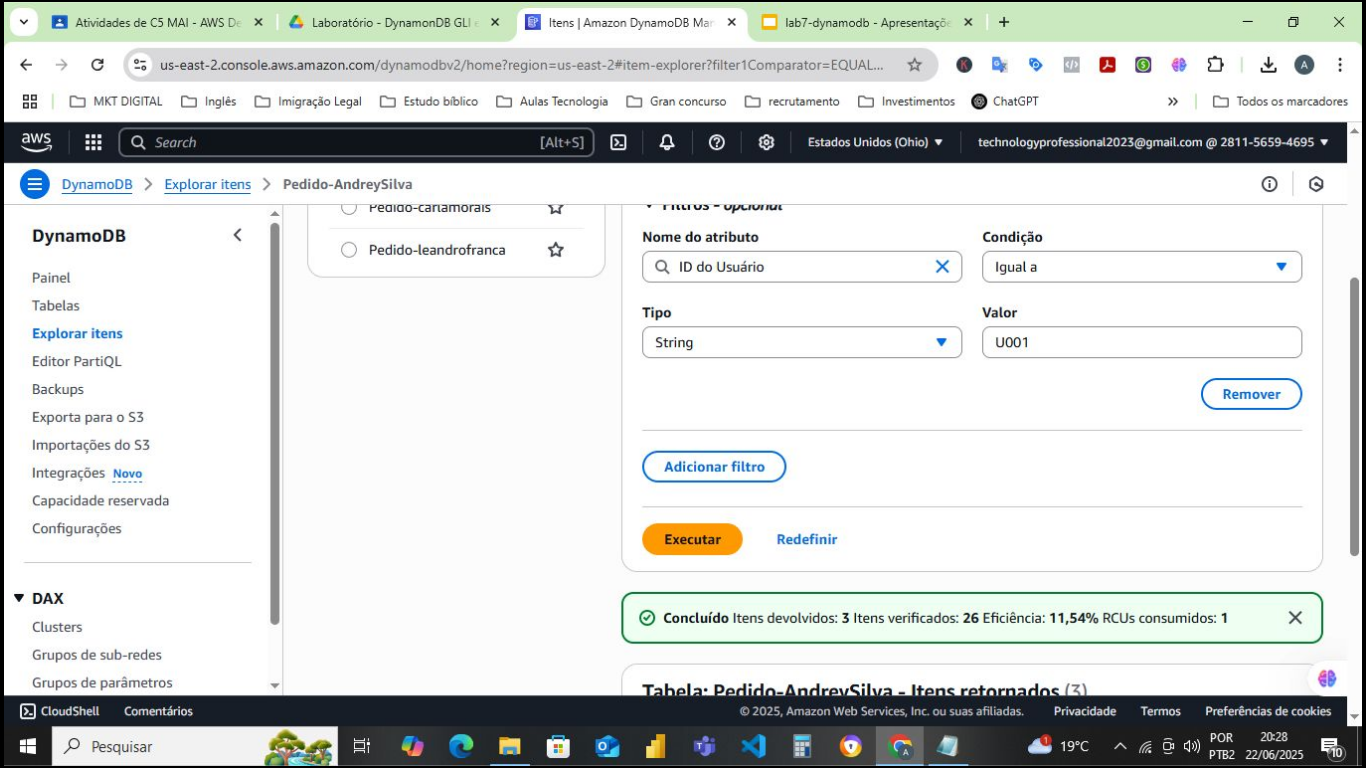 Atividades de C5 MAI - AWS De
Laboratório - DynamonDB GLI e
Itens | Amazon DynamoDB Man
lab7-dynamodb - Apresentaçõe
us-east-2.console.aws.amazon.com/dynamodbv2/home?region=us-east-2#item-explorer?filter1Comparator=EQUAL...
A
MKT DIGITAL
Inglês
Imigração Legal
Estudo bíblico
Aulas Tecnologia
Gran concurso
recrutamento
Investimentos
ChatGPT
»
Todos os marcadores
aws
Search
[Alt+S]
Estados Unidos (Ohio)
technologyprofessional2023@gmail.com @ 2811-5659-4695
DynamoDB > Explorar itens > Pedido-AndreySilva
DynamoDB
Painel
Tabelas
Explorar itens
Editor PartiQL
Backups
Exporta para o S3
Importações do S3
Integrações Novo
Capacidade reservada
Configurações
DAX
Clusters
Grupos de sub-redes
Grupos de parâmetros
Pedido-carlamorais
Pedido-leandrofranca
Filtros - opcional
Nome do atributo
Condição
ID do Usuário
Igual a
Tipo
Valor
String
U001
Remover
Adicionar filtro
Executar
Redefinir
Concluído Itens devolvidos: 3 Itens verificados: 26 Eficiência: 11,54% RCUs consumidos: 1
Tabela: Pedido-AndreySilva - Itens retornados (3)
CloudShell
Comentários
© 2025, Amazon Web Services, Inc. ou suas afiliadas.
Privacidade
Termos
Preferências de cookies
Pesquisar
19°C
POR
PTB2
20:28
22/06/2025
10